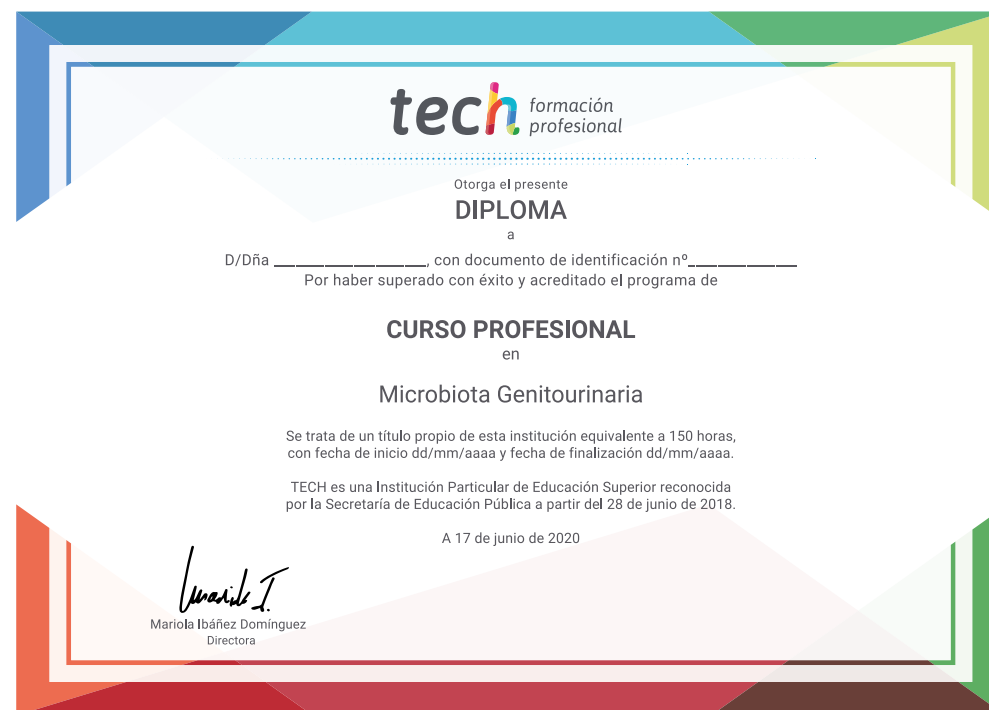 tech formación
profesional
Otorga el presente
DIPLOMA
a
D/Dña ____________________, con documento de identificación nº______________
Por haber superado con éxito y acreditado el programa de
CURSO PROFESIONAL
en
Microbiota Genitourinaria
Se trata de un título propio de esta institución equivalente a 150 horas,
con fecha de inicio dd/mm/aaaa y fecha de finalización dd/mm/aaaa.
TECH es una Institución Particular de Educación Superior reconocida
por la Secretaría de Educación Pública a partir del 28 de junio de 2018.
A 17 de junio de 2020
Mariola Ibáñez Domínguez
Directora